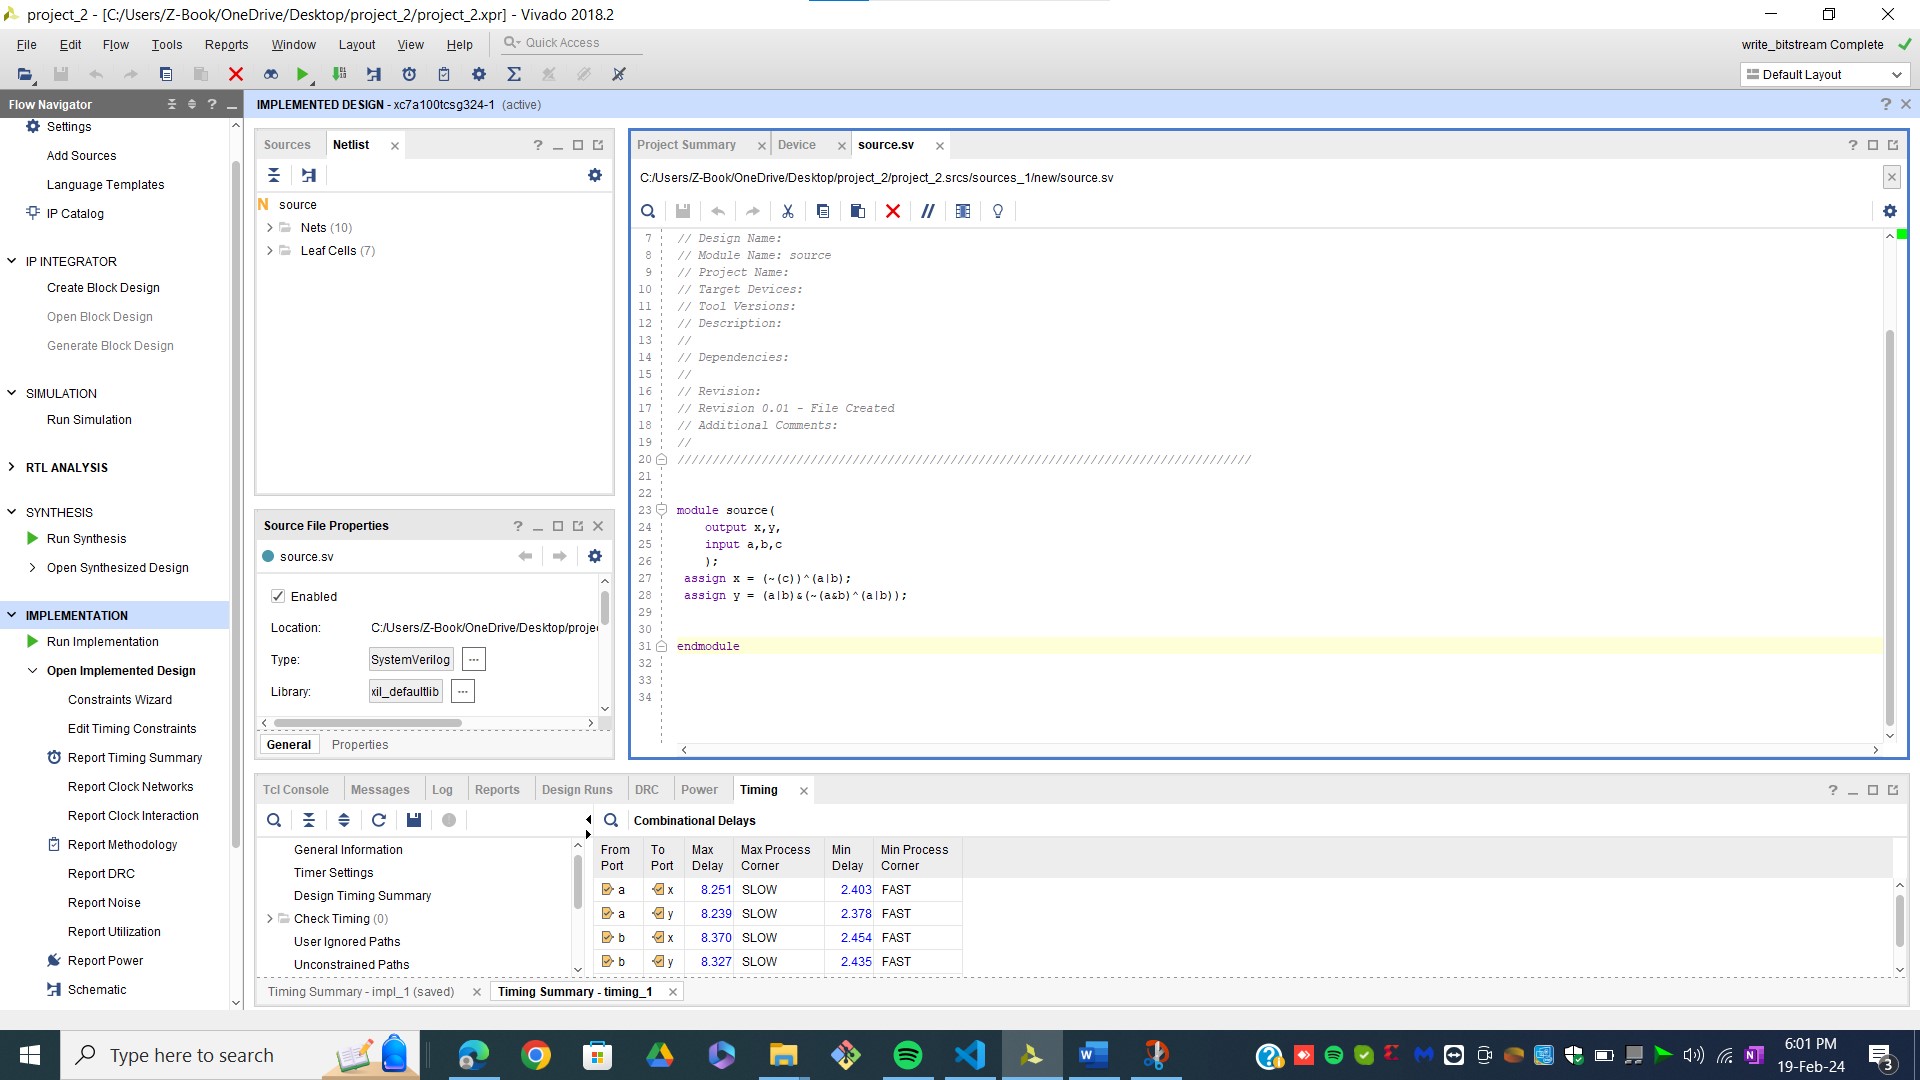 project_2 - [C:/Users/Z-Book/OneDrive/Desktop/project_2/project_2.xpr] - Vivado 2018.2
File Edit Flow Tools Reports Window Layout View Help Quick Access
write_bitstream Complete
Default Layout
Flow Navigator
Settings
Add Sources
Language Templates
IP Catalog
IP INTEGRATOR
Create Block Design
Open Block Design
Generate Block Design
SIMULATION
Run Simulation
RTL ANALYSIS
SYNTHESIS
Run Synthesis
Open Synthesized Design
IMPLEMENTATION
Run Implementation
Open Implemented Design
Constraints Wizard
Edit Timing Constraints
Report Timing Summary
Report Clock Networks
Report Clock Interaction
Report Methodology
Report DRC
Report Noise
Report Utilization
Report Power
Schematic
IMPLEMENTED DESIGN - xc7a100tcsg324-1 (active)
Sources Netlist
N source
Nets (10)
Leaf Cells (7)
Source File Properties
source.sv
Enabled
Location: C:/Users/Z-Book/OneDrive/Desktop/proje
Type: SystemVerilog
Library: xil_defaultlib
General Properties
Project Summary Device source.sv
C:/Users/Z-Book/OneDrive/Desktop/project_2/project_2.srcs/sources_1/new/source.sv
7 // Design Name:
8 // Module Name: source
9 // Project Name:
10 // Target Devices:
11 // Tool Versions:
12 // Description:
13 //
14 // Dependencies:
15 //
16 // Revision:
17 // Revision 0.01 - File Created
18 // Additional Comments:
19 //
20 //////////////////////////////////////////////////////////////////////////////////
21
22
23 module source(
24 output x,y,
25 input a,b,c
26 );
27 assign x = (~(c))^(a|b);
28 assign y = (a|b)&(~(a&b)^(a|b));
29
30
31 endmodule
32
33
34
Tcl Console Messages Log Reports Design Runs DRC Power Timing
General Information
Timer Settings
Design Timing Summary
Check Timing (0)
User Ignored Paths
Unconstrained Paths
Combinational Delays
From Port To Port Max Delay Max Process Corner Min Delay Min Process Corner
a x 8.251 SLOW 2.403 FAST
a y 8.239 SLOW 2.378 FAST
b x 8.370 SLOW 2.454 FAST
b y 8.327 SLOW 2.435 FAST
Timing Summary - impl_1 (saved) Timing Summary - timing_1
Type here to search
6:01 PM
19-Feb-24
3